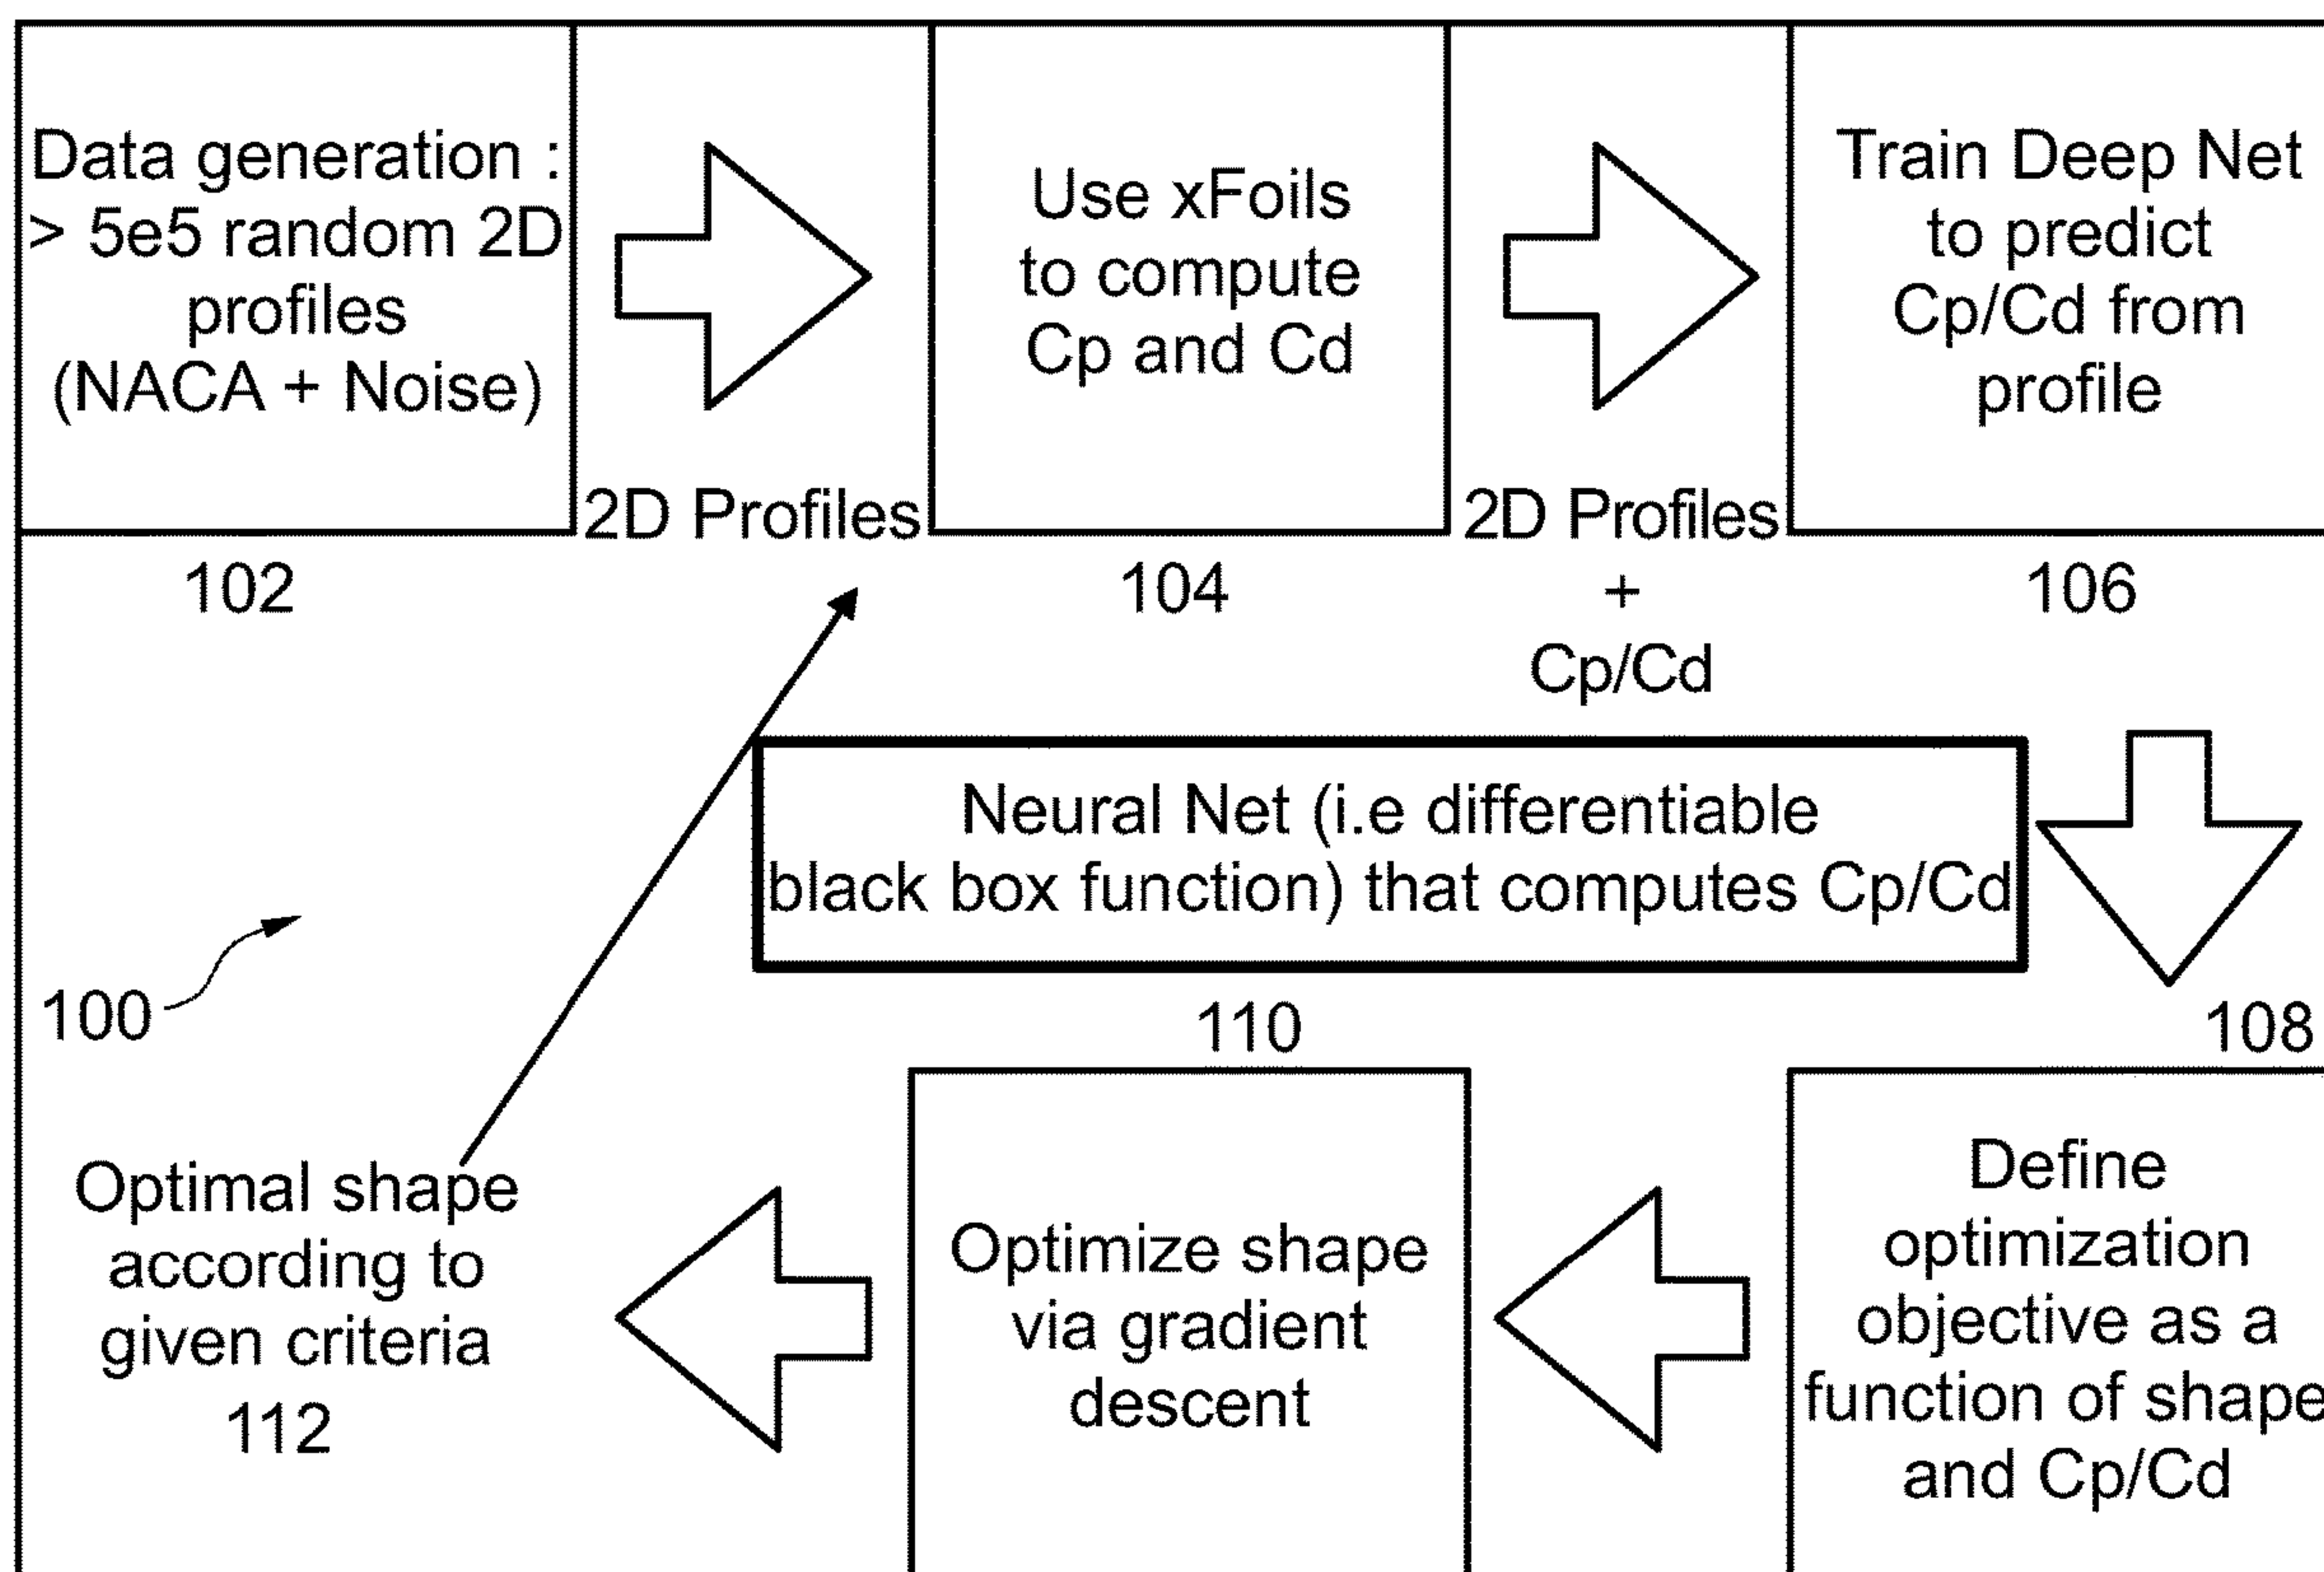 Data generation :
> 5e5 random 2D
profiles
(NACA + Noise)
102
2D Profiles
Use xFoils
to compute
Cp and Cd
104
2D Profiles
+
Cp/Cd
Train Deep Net
to predict
Cp/Cd from
profile
106
Neural Net (i.e differentiable
black box function) that computes Cp/Cd
100
108
Define
optimization
objective as a
function of shape
and Cp/Cd
110
Optimize shape
via gradient
descent
Optimal shape
according to
given criteria
112